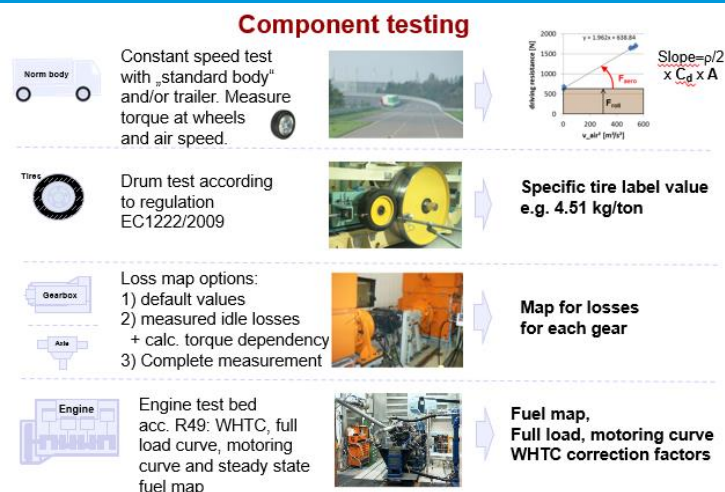 Component testing
Norm body
Constant speed test
with „standard body“
and/or trailer. Measure
torque at wheels
and air speed.
y = 1.962x + 638.84
driving resistance [N]
2000
1500
1000
500
0
F_aero
F_roll
0 200 400 600
v_air² [m²/s²]
Slope=ρ/2
x Cd x A
Tires
Drum test according
to regulation
EC1222/2009
Specific tire label value
e.g. 4.51 kg/ton
Gearbox
Axle
Loss map options:
1) default values
2) measured idle losses
+ calc. torque dependency
3) Complete measurement
Map for losses
for each gear
Engine
Engine test bed
acc. R49: WHTC, full
load curve, motoring
curve and steady state
fuel map
Fuel map,
Full load, motoring curve
WHTC correction factors